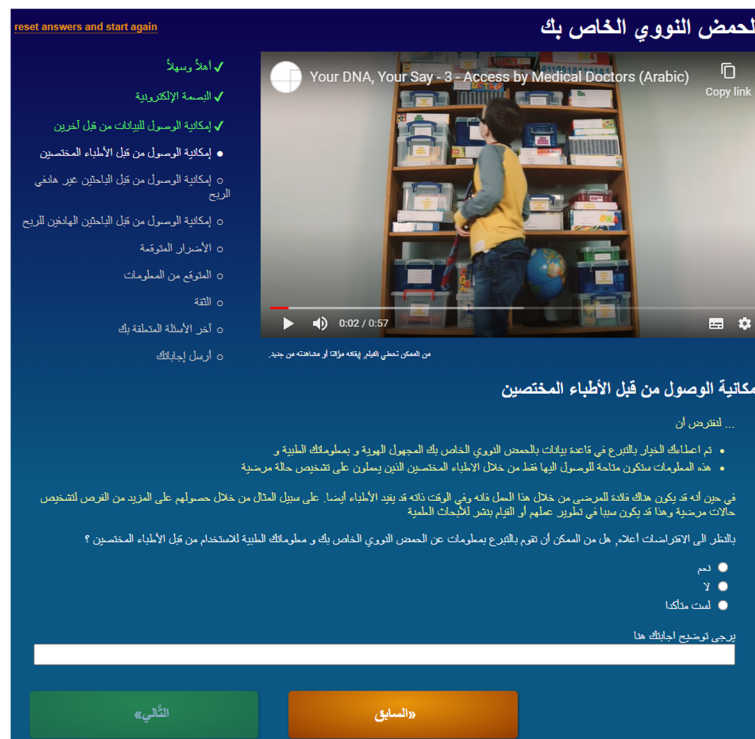 reset answers and start again
الحمض النووي الخاص بك
أهلاً وسهلاً
البصمة الإلكترونية
إمكانية الوصول للبيانات من قبل آخرين
إمكانية الوصول من قبل الأطباء المختصين
إمكانية الوصول من قبل الباحثين غير هادفي
الربح
إمكانية الوصول من قبل الباحثين الهادفين للربح
الأضرار المتوقعة
المتوقع من المعلومات
الثقة
آخر الأسئلة المتعلقة بك
أرسل إجاباتك
Your DNA, Your Say - 3 - Access by Medical Doctors (Arabic)
Copy link
0:02 / 0:57
من الممكن تخطي الفيلم, إيقافه مؤقتا أو مشاهدته من جديد.
مكانية الوصول من قبل الأطباء المختصين
... لنفترض أن
تم اعطاءك الخيار بالتبرع في قاعدة بيانات بالحمض النووي الخاص بك المجهول الهوية و بمعلوماتك الطبية و
هذه المعلومات ستكون متاحة للوصول اليها فقط من خلال الاطباء المختصين الذين يعملون على تشخيص حالة مرضية
في حين أنه قد يكون هناك فائدة للمرضى من خلال هذا العمل فانه وفي الوقت ذاته قد يفيد الأطباء أيضا. على سبيل المثال من خلال حصولهم على المزيد من الفرص لتشخيص
حالات مرضية وهذا قد يكون سببا في تطوير عملهم أو القيام بنشر للأبحاث العلمية
بالنظر الى الافتراضات أعلاه, هل من الممكن أن تقوم بالتبرع بمعلومات عن الحمض النووي الخاص بك و معلوماتك الطبية للاستخدام من قبل الأطباء المختصين ؟
نعم
لا
لست متأكدا
يرجى توضيح اجابتك هنا
«السابق
التَّالي»